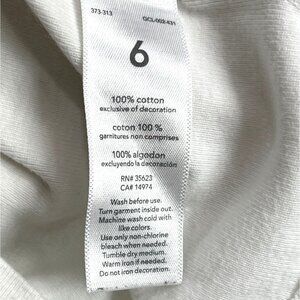 373-313
GCL-002-431
6
100% cotton
exclusive of decoration
coton 100 %
garnitures non comprises
100% algodon
excluyendo la decoración
RN# 35623
CA# 14974
Wash before use.
Turn garment inside out.
Machine wash cold with
like colors.
Use only non-chlorine
bleach when needed.
Tumble dry medium.
Warm iron if needed.
Do not iron decoration.